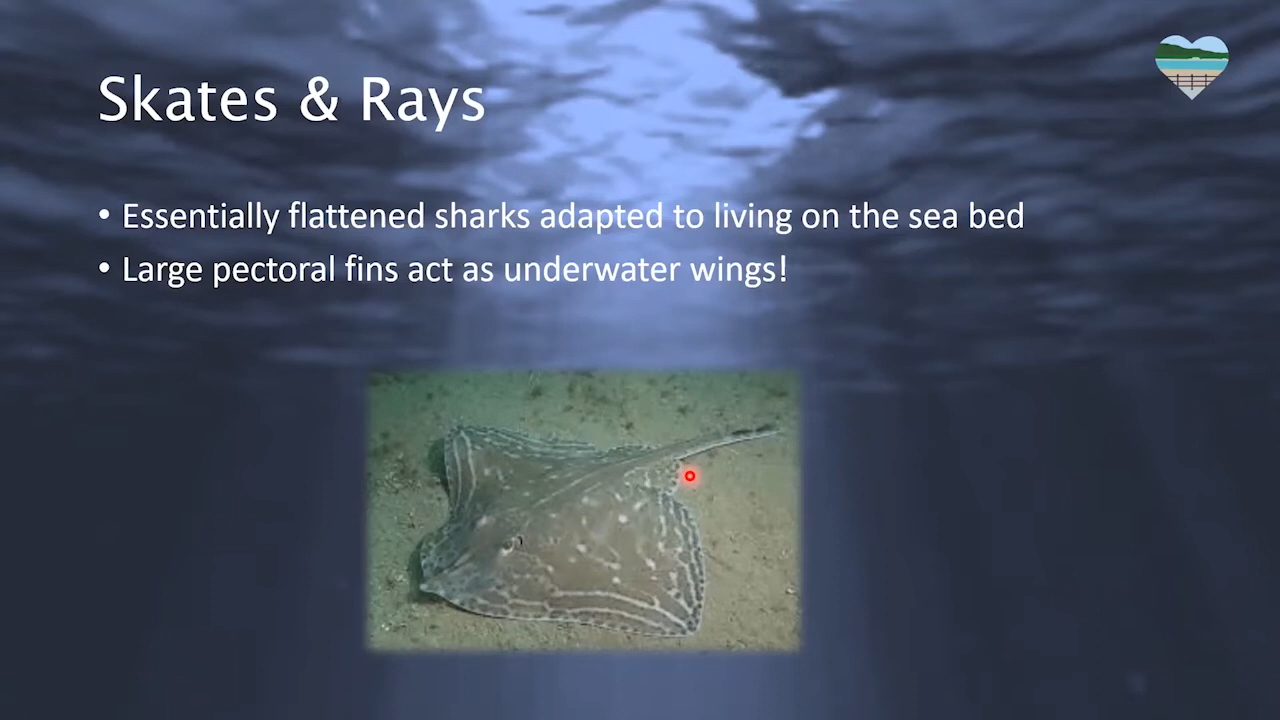 Skates & Rays
• Essentially flattened sharks adapted to living on the sea bed
• Large pectoral fins act as underwater wings!